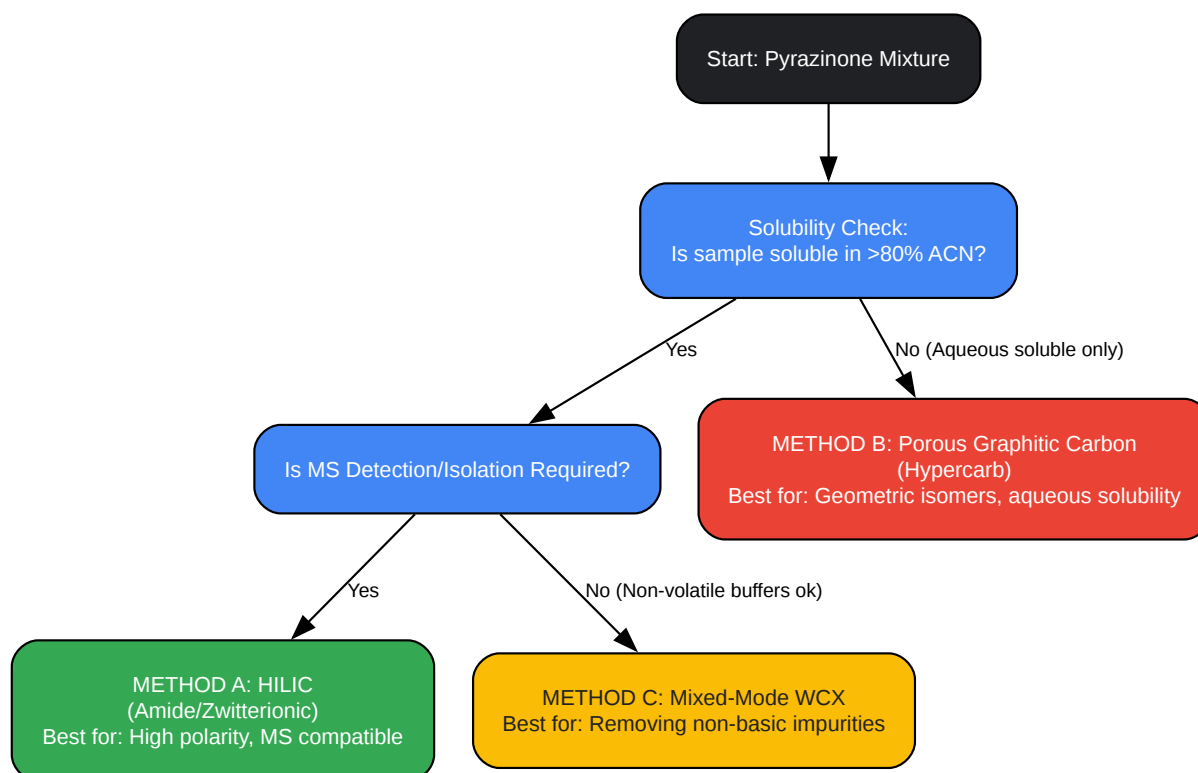 Start: Pyrazinone Mixture
Solubility Check:
Is sample soluble in >80% ACN?
Yes
No (Aqueous soluble only)
Is MS Detection/Isolation Required?
METHOD B: Porous Graphitic Carbon
(Hypercarb)
Best for: Geometric isomers, aqueous solubility
Yes
No (Non-volatile buffers ok)
METHOD A: HILIC
(Amide/Zwitterionic)
Best for: High polarity, MS compatible
METHOD C: Mixed-Mode WCX
Best for: Removing non-basic impurities